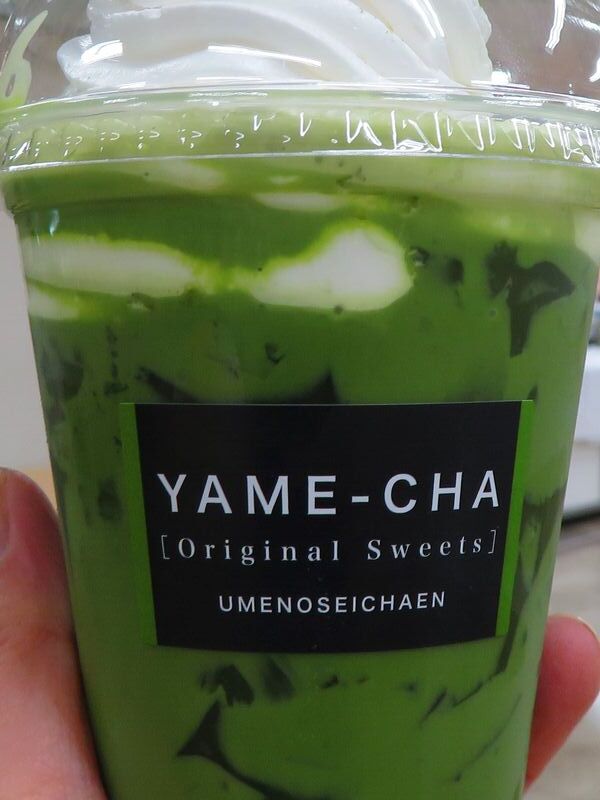 YAME-CHA
[Original Sweets]
UMENOSEICHAEN